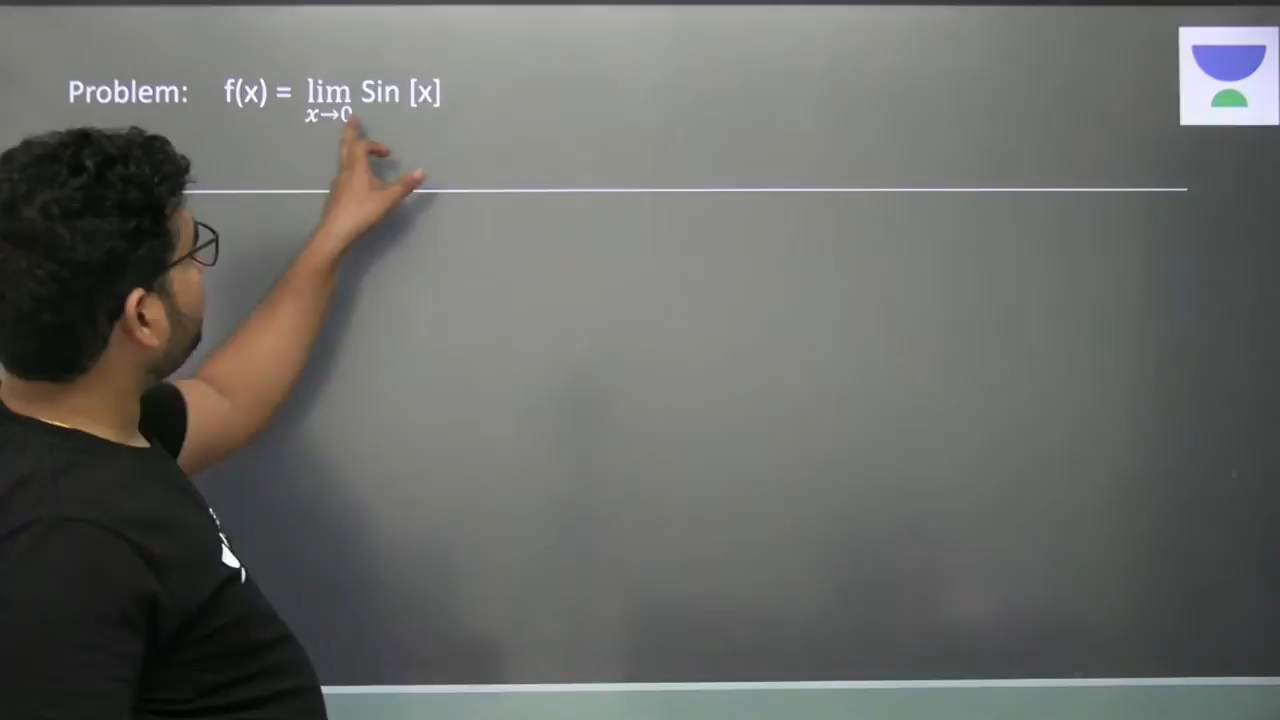 Problem: f(x) = lim Sin [x]
x→0